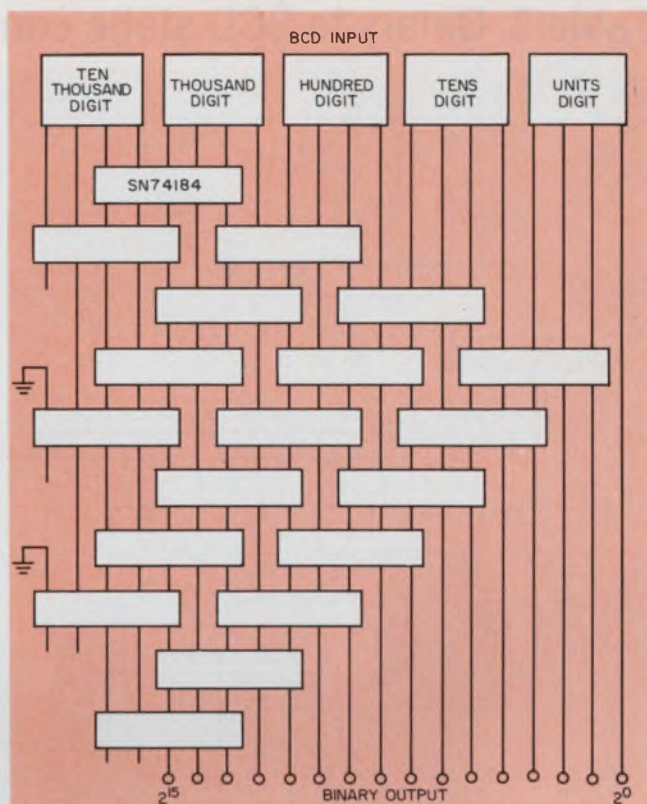 BCD INPUT
TEN
THOUSAND
DIGIT
THOUSAND
DIGIT
HUNDRED
DIGIT
TENS
DIGIT
UNITS
DIGIT
SN74184
2¹⁵
BINARY OUTPUT
2⁰